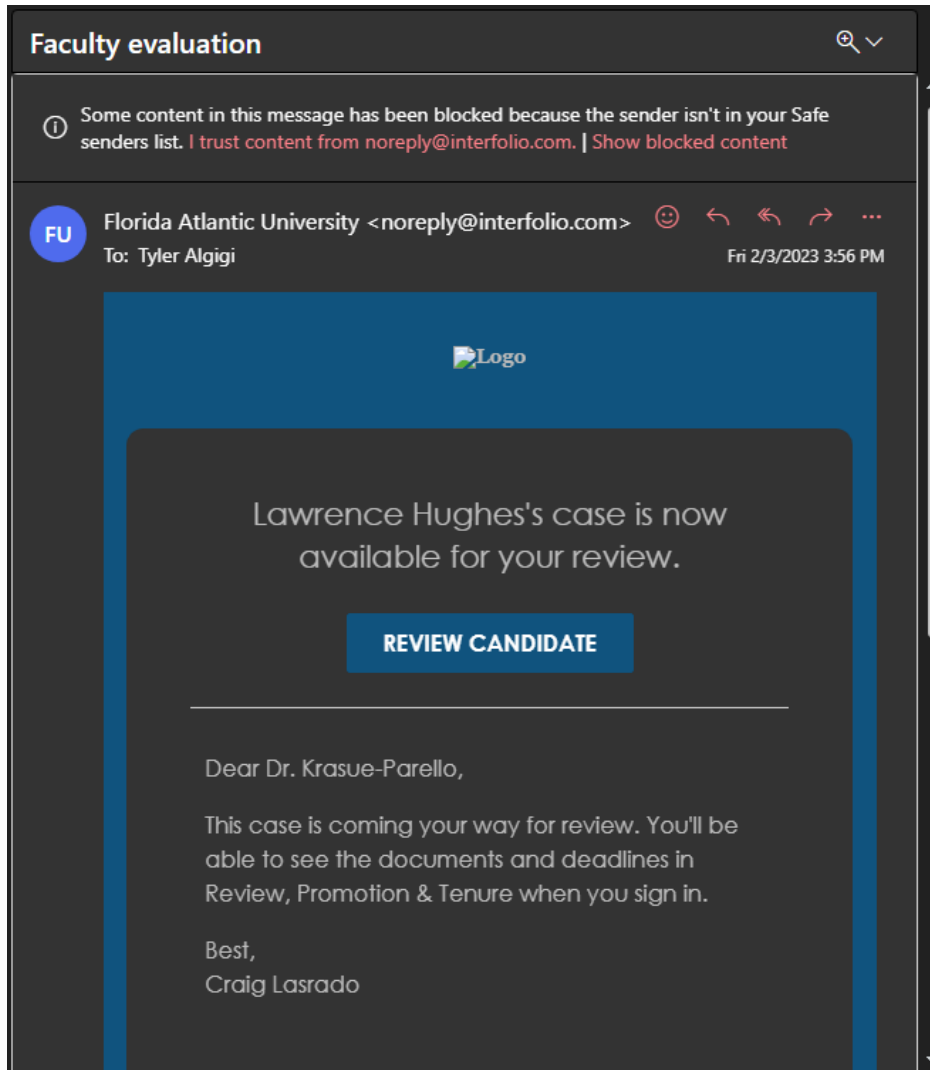 Faculty evaluation
Some content in this message has been blocked because the sender isn't in your Safe
senders list. I trust content from noreply@interfolio.com. | Show blocked content
FU
Florida Atlantic University <noreply@interfolio.com>
To: Tyler Algigi
Fri 2/3/2023 3:56 PM
Logo
Lawrence Hughes's case is now
available for your review.
REVIEW CANDIDATE
Dear Dr. Krasue-Parello,
This case is coming your way for review. You'll be
able to see the documents and deadlines in
Review, Promotion & Tenure when you sign in.
Best,
Craig Lasrado